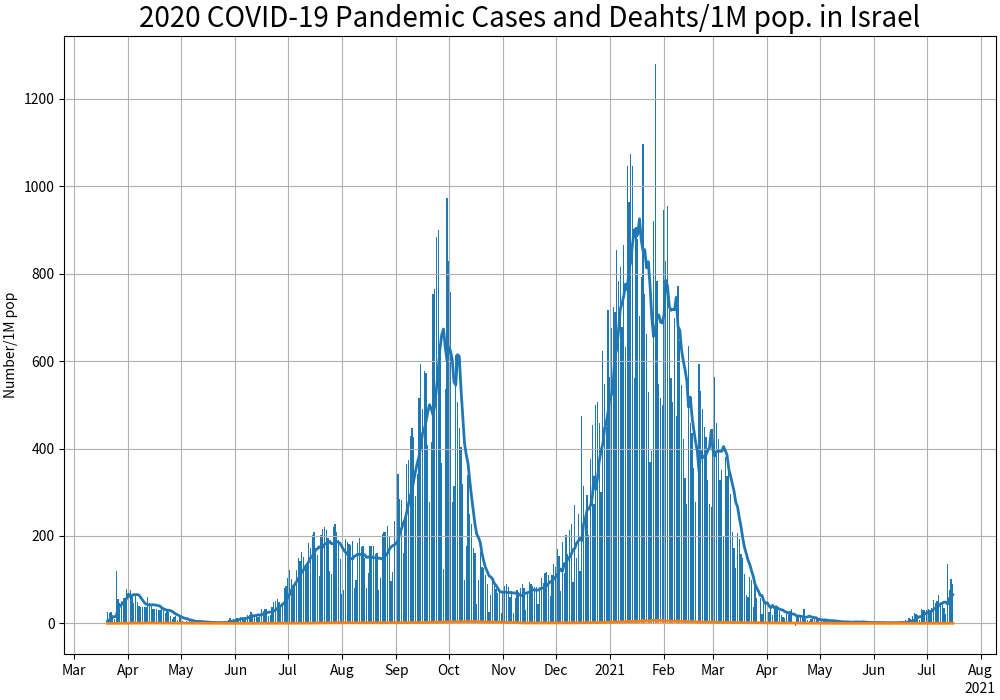 2020 COVID-19 Pandemic Cases and Deahts/1M pop. in Israel
Number/1M pop
1200
1000
800
600
400
200
0
Mar Apr May Jun Jul Aug Sep Oct Nov Dec 2021 Feb Mar Apr May Jun Jul Aug
2021